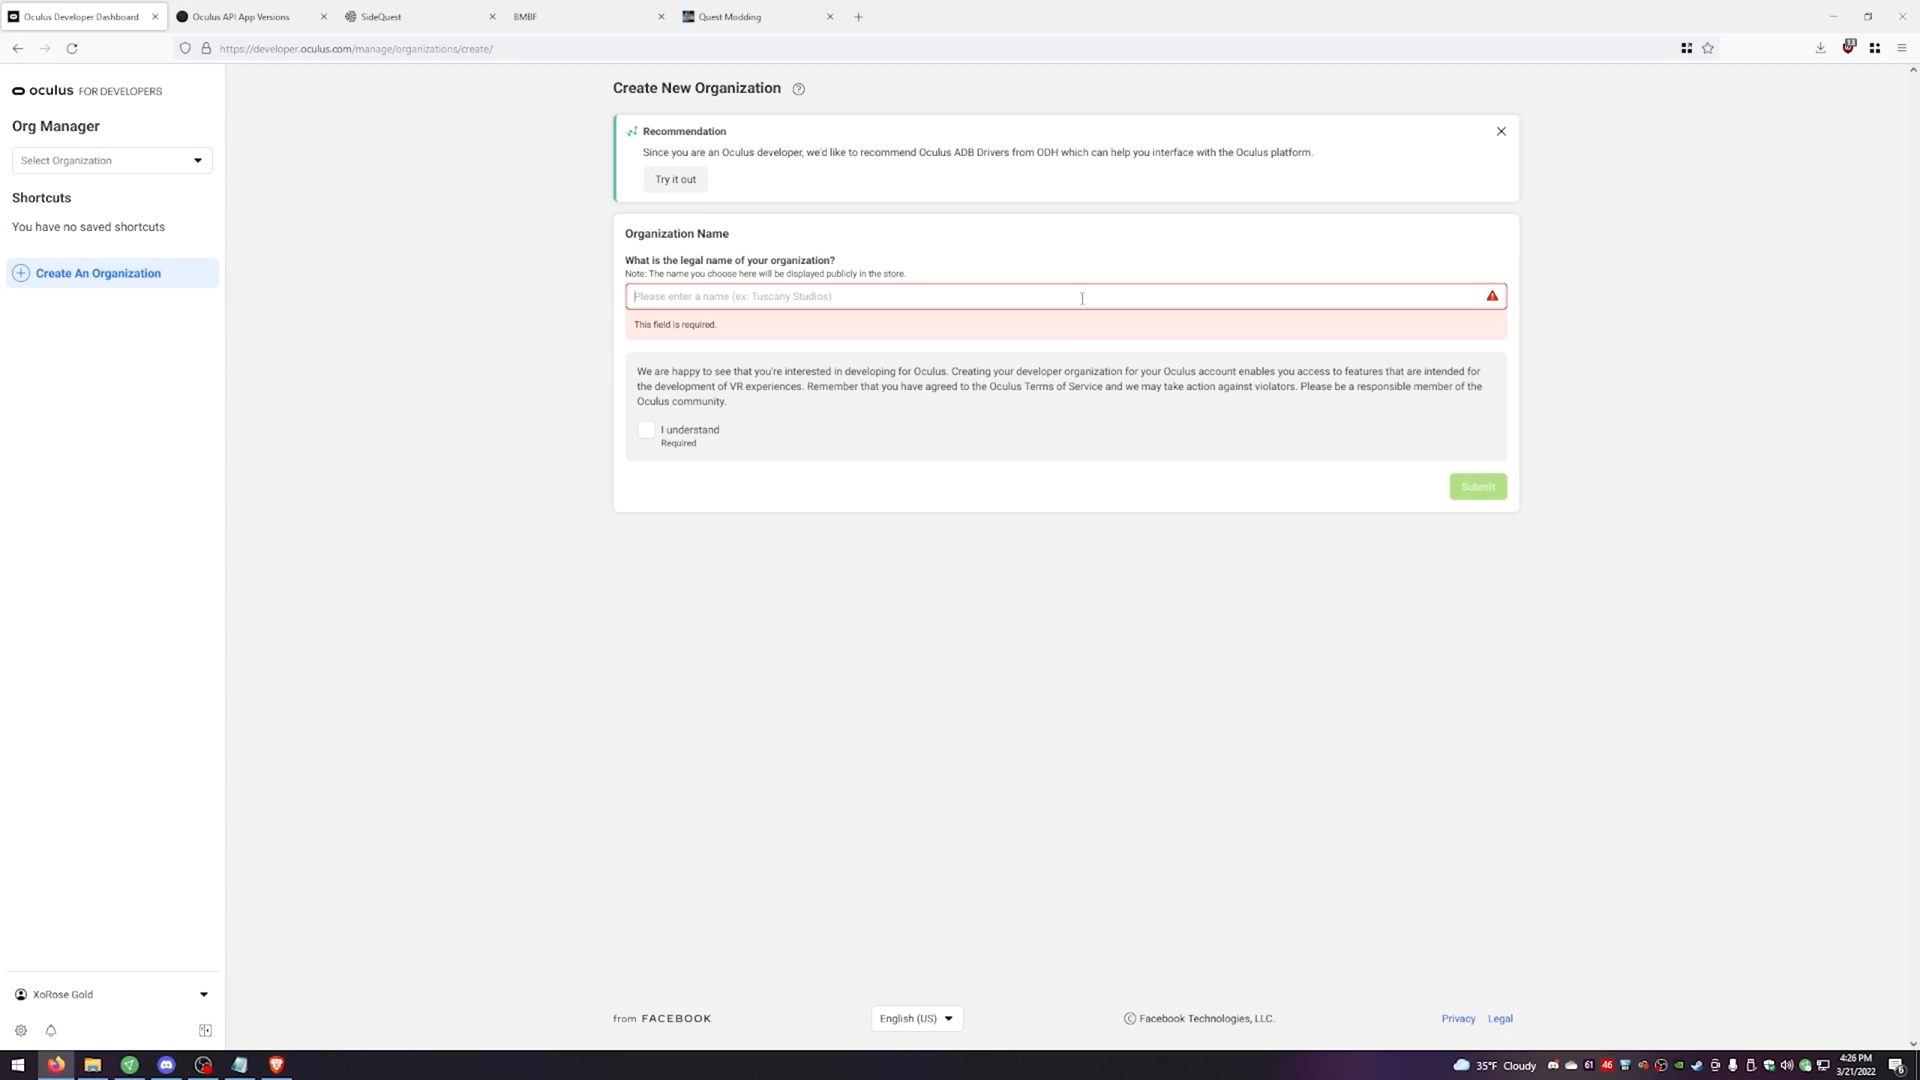 Oculus Developer Dashboard
Oculus API App Versions
SideQuest
BMBF
Quest Modding
https://developer.oculus.com/manage/organizations/create/
13
oculus FOR DEVELOPERS
Org Manager
Select Organization
Shortcuts
You have no saved shortcuts
Create An Organization
Create New Organization
Recommendation
Since you are an Oculus developer, we'd like to recommend Oculus ADB Drivers from ODH which can help you interface with the Oculus platform.
Try it out
Organization Name
What is the legal name of your organization?
Note: The name you choose here will be displayed publicly in the store.
Please enter a name (ex: Tuscany Studios)
This field is required.
We are happy to see that you're interested in developing for Oculus. Creating your developer organization for your Oculus account enables you access to features that are intended for
the development of VR experiences. Remember that you have agreed to the Oculus Terms of Service and we may take action against violators. Please be a responsible member of the
Oculus community.
I understand
Required
Submit
XoRose Gold
from FACEBOOK
English (US)
© Facebook Technologies, LLC.
Privacy
Legal
35°F Cloudy
61
46
4:26 PM
3/21/2022
6